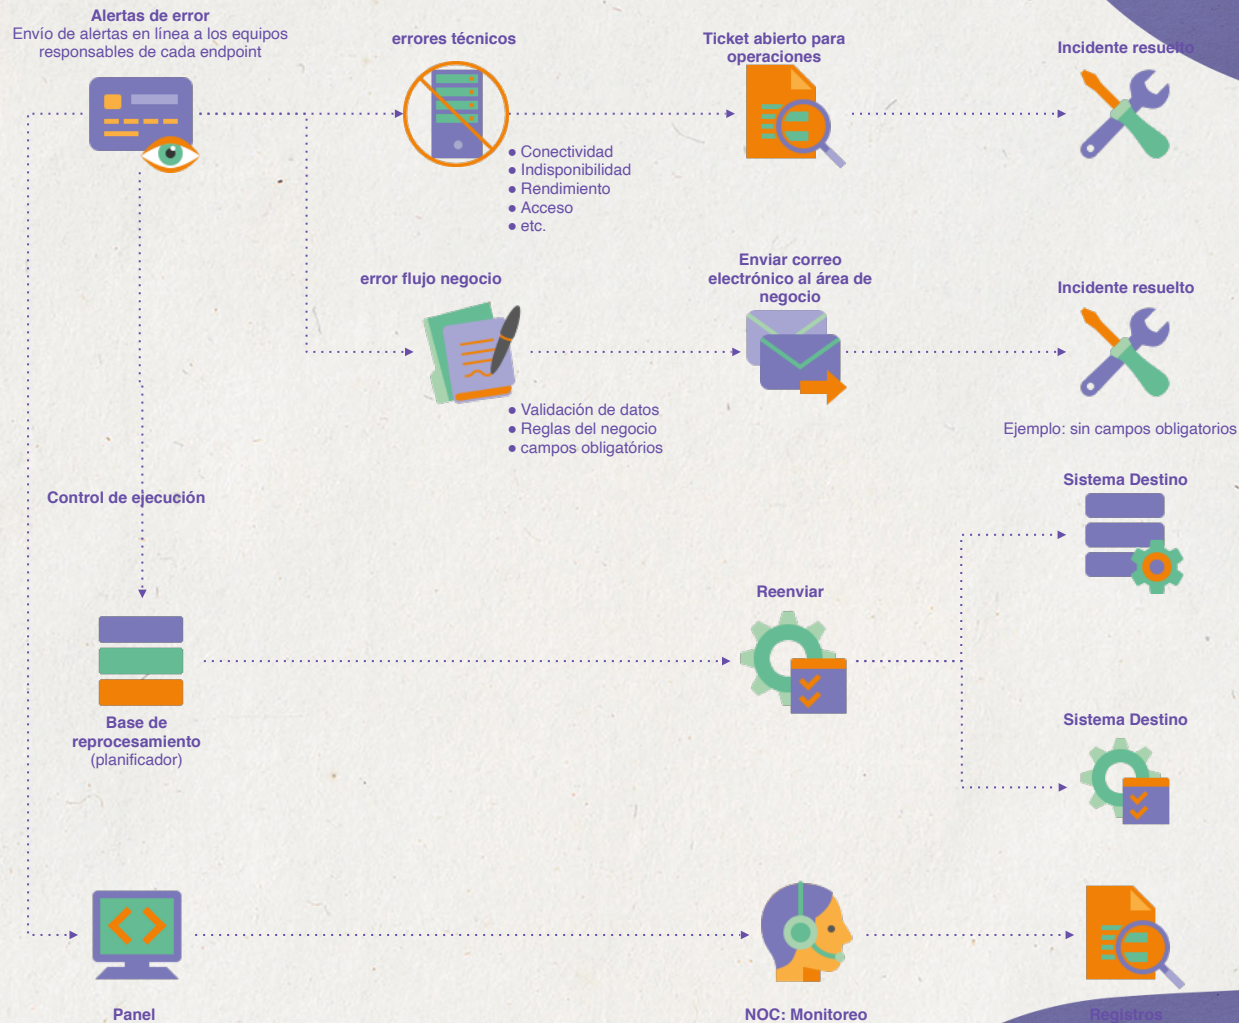 Alertas de error
Envío de alertas en línea a los equipos
responsables de cada endpoint
errores técnicos
● Conectividad
● Indisponibilidad
● Rendimiento
● Acceso
● etc.
Ticket abierto para
operaciones
Incidente resuelto
error flujo negocio
● Validación de datos
● Reglas del negocio
● campos obligatórios
Enviar correo
electrónico al área de
negocio
Incidente resuelto
Ejemplo: sin campos obligatorios
Control de ejecución
Base de
reprocesamiento
(planificador)
Reenviar
Sistema Destino
Sistema Destino
Panel
NOC: Monitoreo
Registros